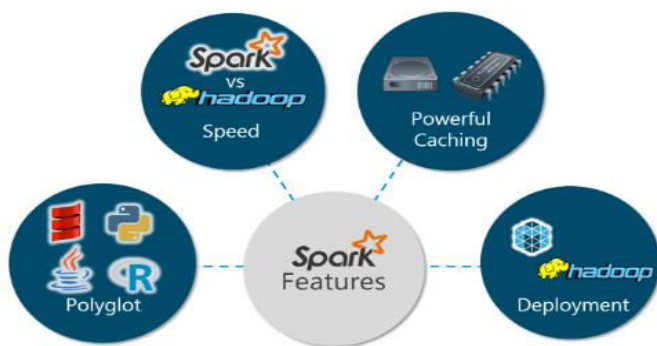 Spark
vs
hadoop
Speed
Powerful
Caching
Spark
Features
R
Polyglot
hadoop
Deployment